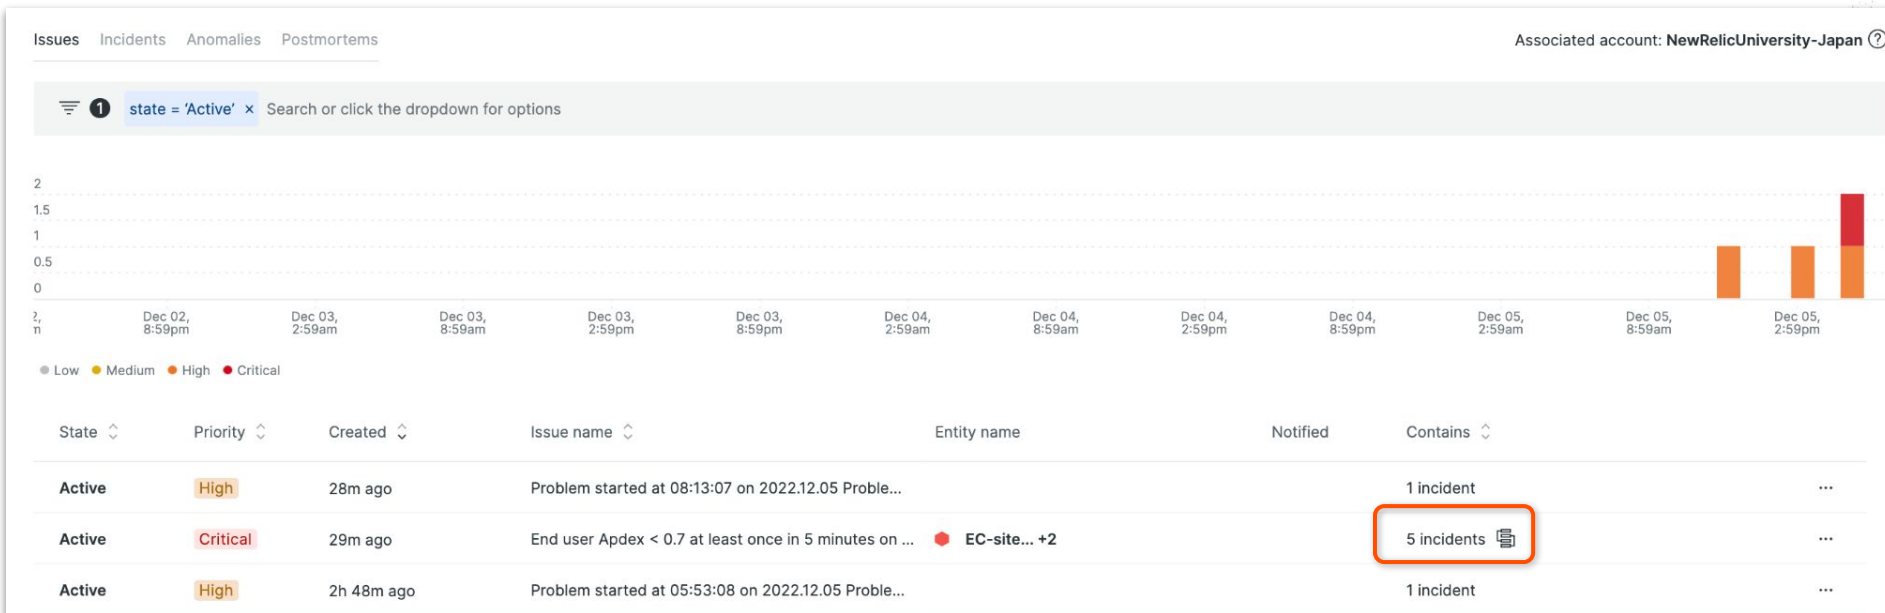 Issues Incidents Anomalies Postmortems
Associated account: NewRelicUniversity-Japan ?
1 state = 'Active' × Search or click the dropdown for options
2
1.5
1
0.5
0
Dec 02, 8:59pm
Dec 03, 2:59am
Dec 03, 8:59am
Dec 03, 2:59pm
Dec 03, 8:59pm
Dec 04, 2:59am
Dec 04, 8:59am
Dec 04, 2:59pm
Dec 04, 8:59pm
Dec 05, 2:59am
Dec 05, 8:59am
Dec 05, 2:59pm
Low Medium High Critical
State Priority Created Issue name Entity name Notified Contains
Active High 28m ago Problem started at 08:13:07 on 2022.12.05 Proble... 1 incident ...
Active Critical 29m ago End user Apdex < 0.7 at least once in 5 minutes on ... EC-site... +2 5 incidents ...
Active High 2h 48m ago Problem started at 05:53:08 on 2022.12.05 Proble... 1 incident ...